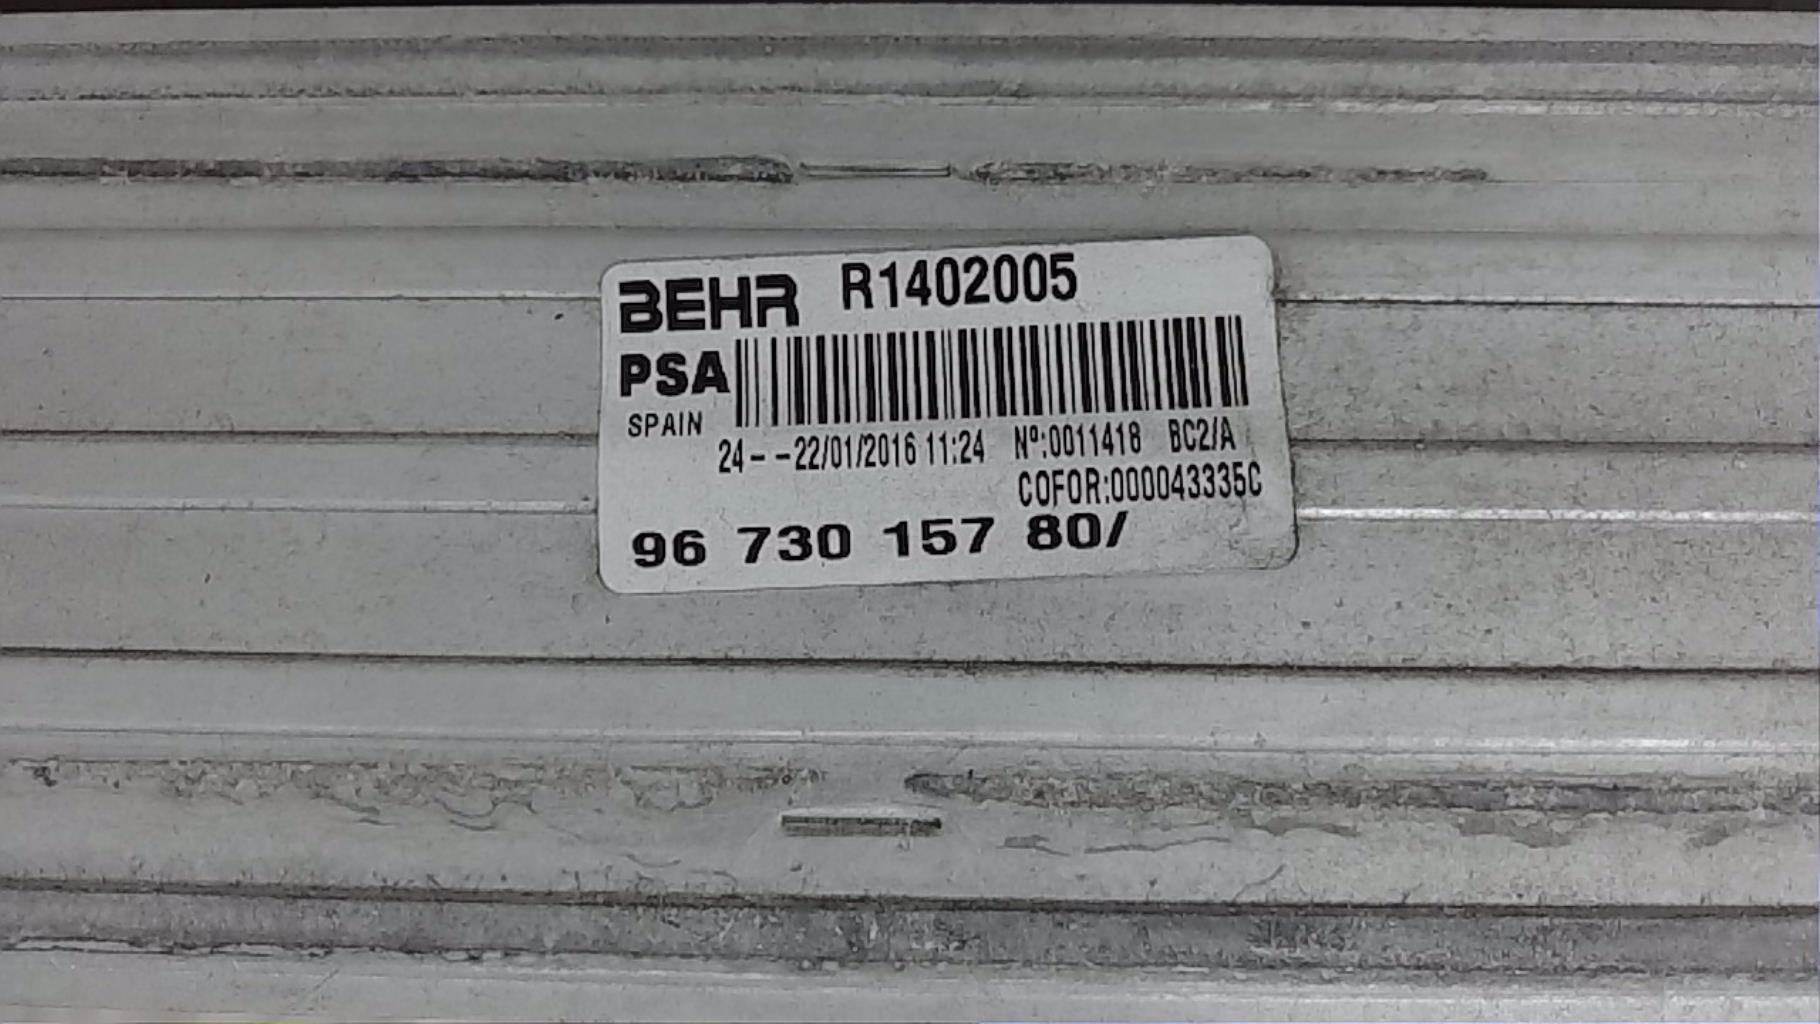 BEHR R1402005
PSA
SPAIN
24- -22/01/2016 11:24 Nº:0011418 BC2/A
COFOR:000043335C
96 730 157 80/